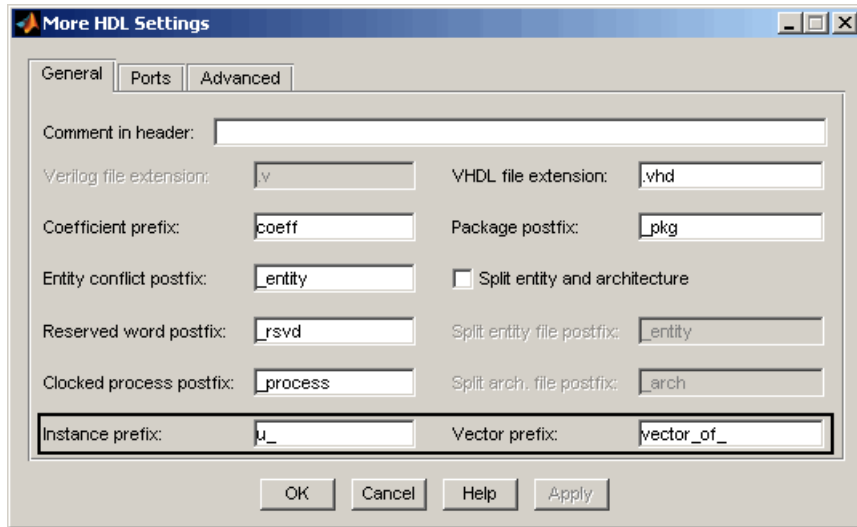 More HDL Settings
General Ports Advanced
Comment in header:
Verilog file extension: .v VHDL file extension: .vhd
Coefficient prefix: coeff Package postfix: _pkg
Entity conflict postfix: _entity Split entity and architecture
Reserved word postfix: _rsvd Split entity file postfix: _entity
Clocked process postfix: _process Split arch. file postfix: _arch
Instance prefix: u_ Vector prefix: vector_of_
OK Cancel Help Apply